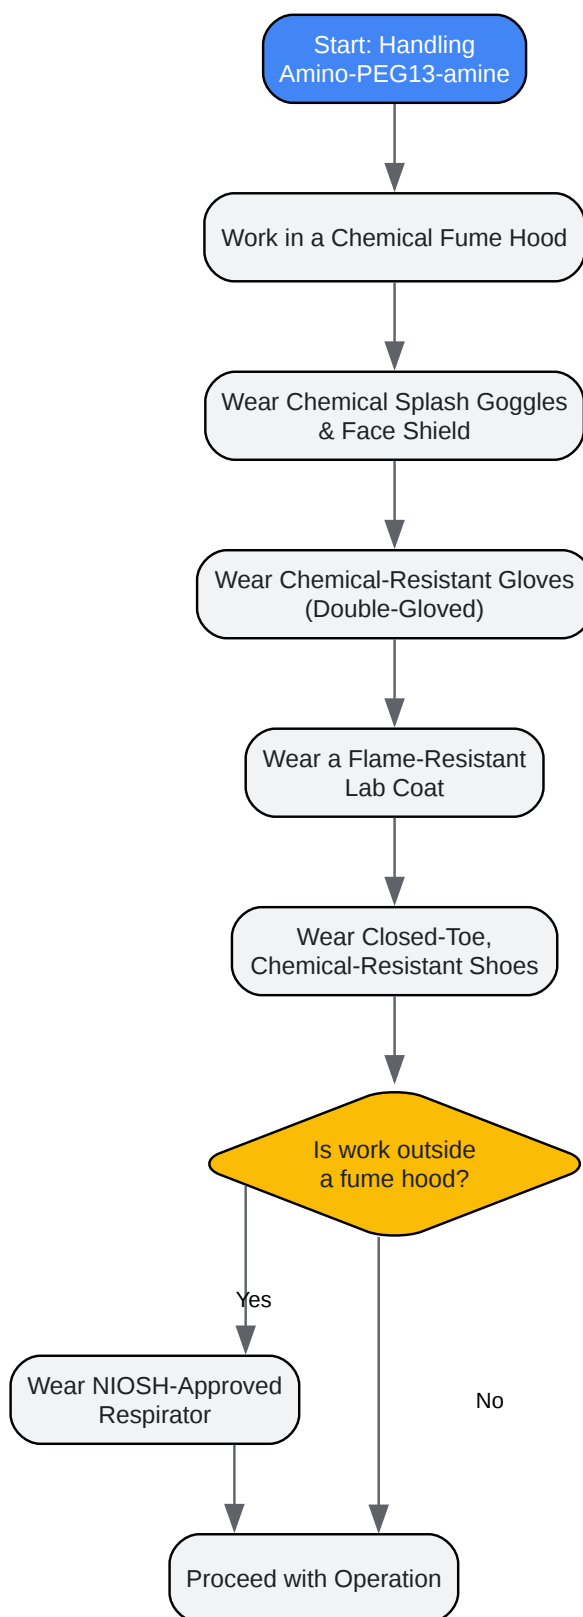 Start: Handling
Amino-PEG13-amine
Work in a Chemical Fume Hood
Wear Chemical Splash Goggles
& Face Shield
Wear Chemical-Resistant Gloves
(Double-Gloved)
Wear a Flame-Resistant
Lab Coat
Wear Closed-Toe,
Chemical-Resistant Shoes
Is work outside
a fume hood?
Yes
Wear NIOSH-Approved
Respirator
No
Proceed with Operation